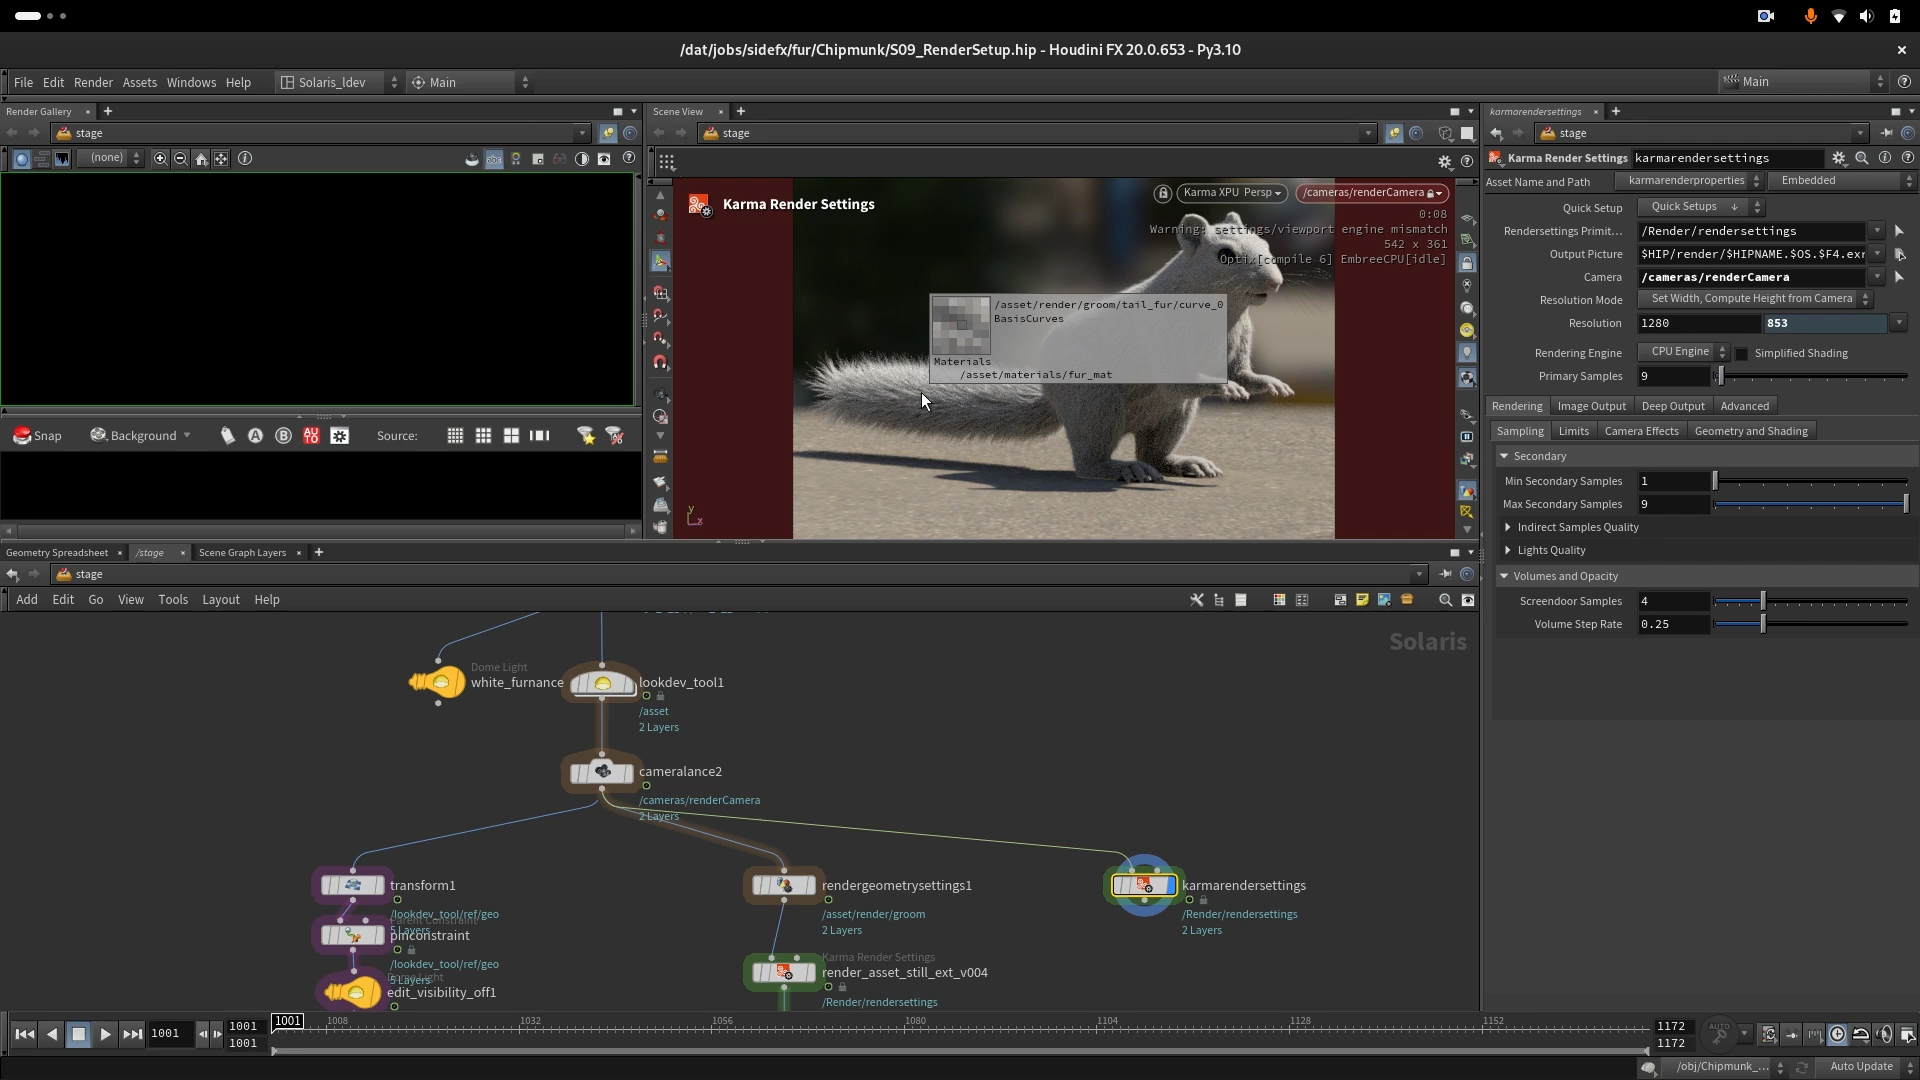 /dat/jobs/sidefx/fur/Chipmunk/S09_RenderSetup.hip - Houdini FX 20.0.653 - Py3.10
File Edit Render Assets Windows Help Solaris_ldev Main Main
Render Gallery
stage
(none)
Snap Background Source:
Scene View
stage
Karma Render Settings
Karma XPU Persp /cameras/renderCamera
0:08
Warning: settings/viewport engine mismatch
542 x 361
Optix[compile 6] EmbreeCPU[idle]
/asset/render/groom/tail_fur/curve_0
BasisCurves
Materials
/asset/materials/fur_mat
y
x
karmarendersettings
stage
Karma Render Settings karmarendersettings
Asset Name and Path karmarenderproperties Embedded
Quick Setup Quick Setups
Rendersettings Primit... /Render/rendersettings
Output Picture $HIP/render/$HIPNAME.$OS.$F4.exr
Camera /cameras/renderCamera
Resolution Mode Set Width, Compute Height from Camera
Resolution 1280 853
Rendering Engine CPU Engine Simplified Shading
Primary Samples 9
Rendering Image Output Deep Output Advanced
Sampling Limits Camera Effects Geometry and Shading
Secondary
Min Secondary Samples 1
Max Secondary Samples 9
Indirect Samples Quality
Lights Quality
Volumes and Opacity
Screendoor Samples 4
Volume Step Rate 0.25
Geometry Spreadsheet /stage Scene Graph Layers
stage
Add Edit Go View Tools Layout Help
Solaris
Dome Light
white_furnance
lookdev_tool1
/asset
2 Layers
cameralance2
/cameras/renderCamera
2 Layers
transform1
/lookdev_tool/ref/geo
5 Layers
Parent Constraint
pinconstraint
/lookdev_tool/ref/geo
5 Layers
Dome Light
edit_visibility_off1
rendergeometrysettings1
/asset/render/groom
2 Layers
Karma Render Settings
render_asset_still_ext_v004
/Render/rendersettings
karmarendersettings
/Render/rendersettings
2 Layers
1001 1001 1001
1001 1008 1032 1056 1080 1104 1128 1152
1172
1172
AUTO
/obj/Chipmunk_... Auto Update